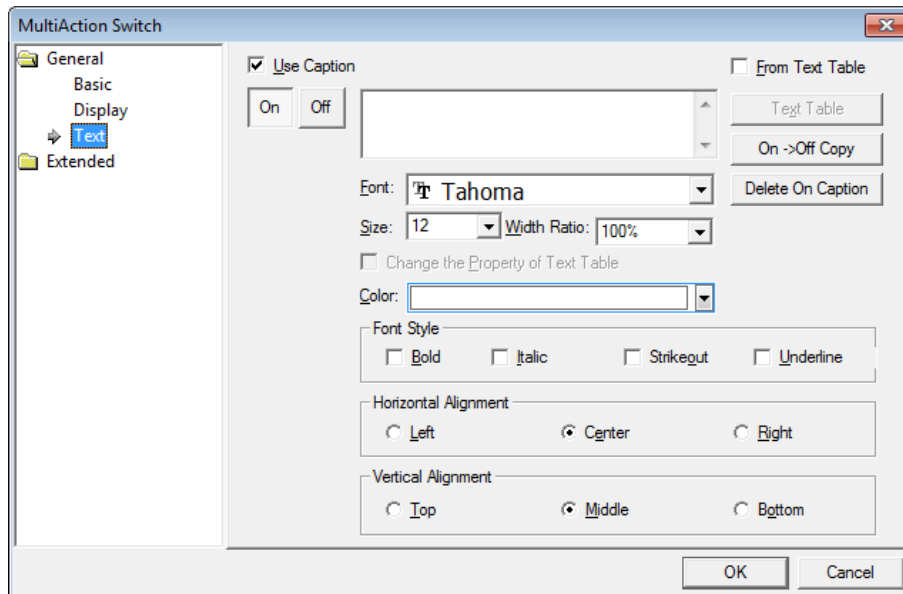 MultiAction Switch
General
Basic
Display
Text
Extended
Use Caption
From Text Table
On Off
Text Table
On ->Off Copy
Delete On Caption
Font: Tahoma
Size: 12 Width Ratio: 100%
Change the Property of Text Table
Color:
Font Style
Bold Italic Strikeout Underline
Horizontal Alignment
Left Center Right
Vertical Alignment
Top Middle Bottom
OK Cancel